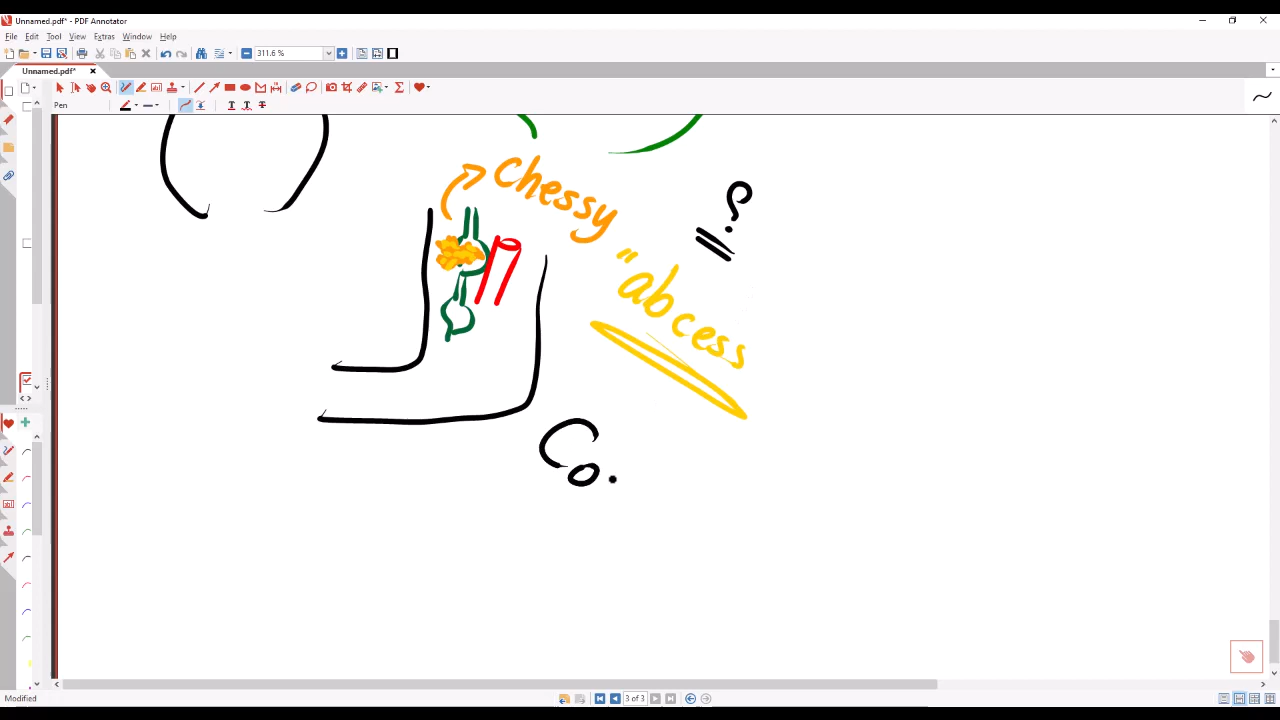 Unnamed.pdf* - PDF Annotator
File Edit Tool View Extras Window Help
311.6 %
Unnamed.pdf*
Pen
Chessy
?
"abcess
Co.
Modified
3 of 3